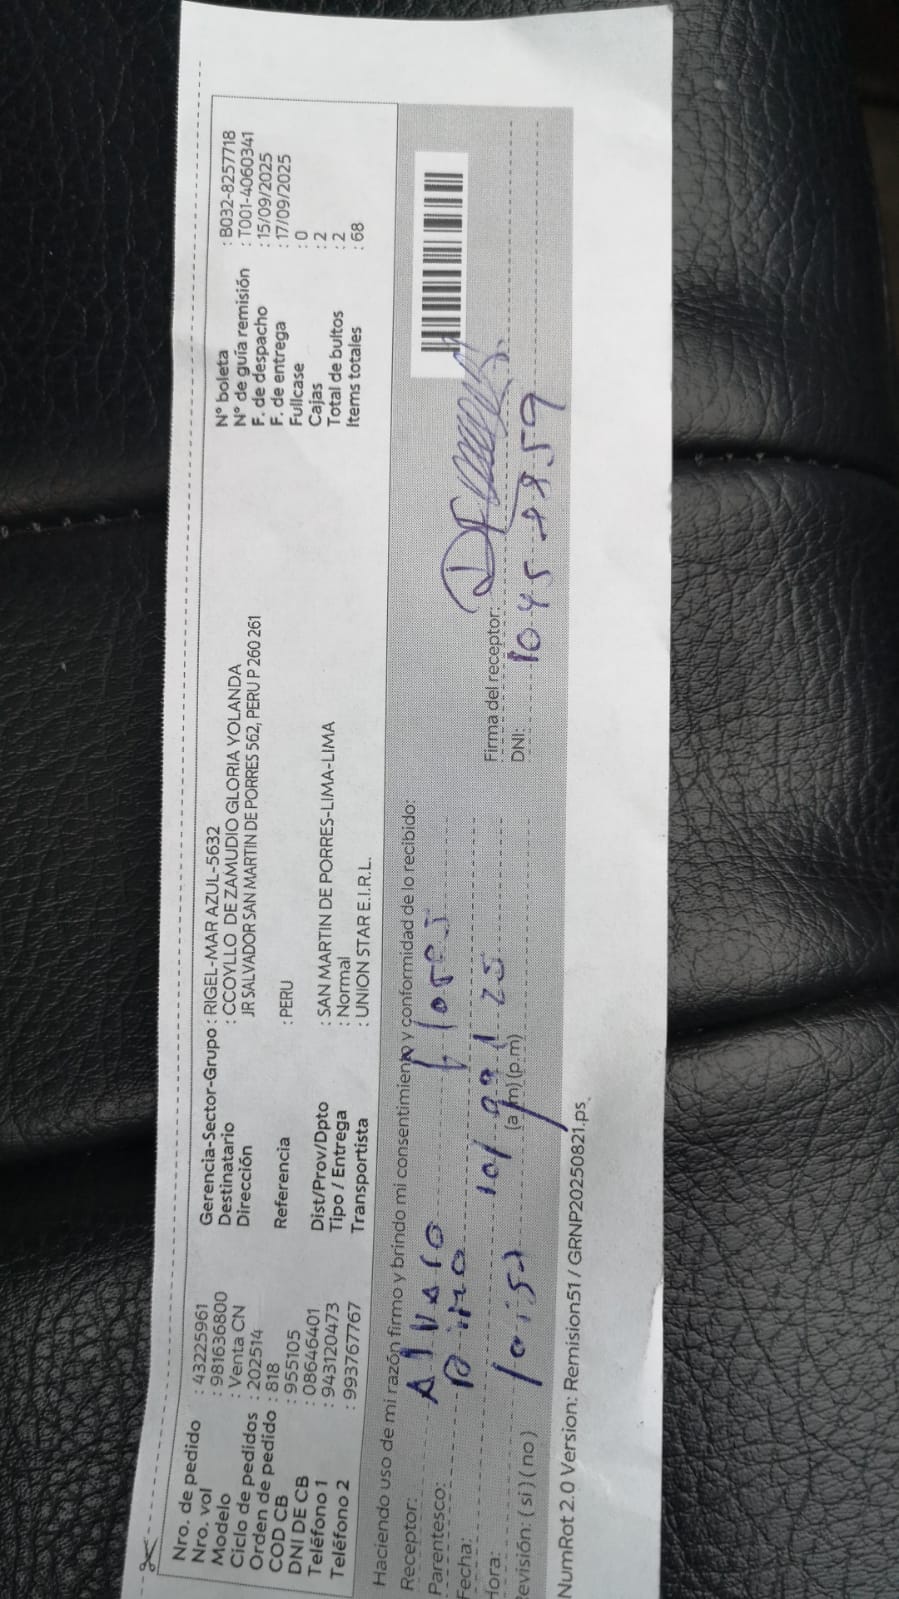 Nro. de pedido : 43225961
Nro. vol : 981636800
Modelo : Venta CN
Ciclo de pedidos : 202514
Orden de pedido : 818
COD CB : 955105
DNI DE CB : 08646401
Teléfono 1 : 943120473
Teléfono 2 : 993767767
Gerencia-Sector-Grupo : RIGEL-MAR AZUL-5632
Destinatario : CCOYLLO DE ZAMUDIO GLORIA YOLANDA
Dirección JR SALVADOR SAN MARTIN DE PORRES 562, PERU P 260 261
Referencia : PERU
Dist/Prov/Dpto : SAN MARTIN DE PORRES-LIMA-LIMA
Tipo / Entrega : Normal
Transportista : UNION STAR E.I.R.L.
N° boleta : B032-8257718
N° de guía remisión : T001-4060341
F. de despacho : 15/09/2025
F. de entrega : 17/09/2025
Fullcase : 0
Cajas : 2
Total de bultos : 2
Items totales : 68
Haciendo uso de mi razón firmo y brindo mi consentimiento y conformidad de lo recibido:
Receptor: Alvaro Flores
Parentesco:
Fecha:
Hora: (a.m) (p.m)
evisión: ( si ) ( no )
Firma del receptor:
DNI:
NumRot 2.0 Version: Remision51 / GRNP20250821.ps